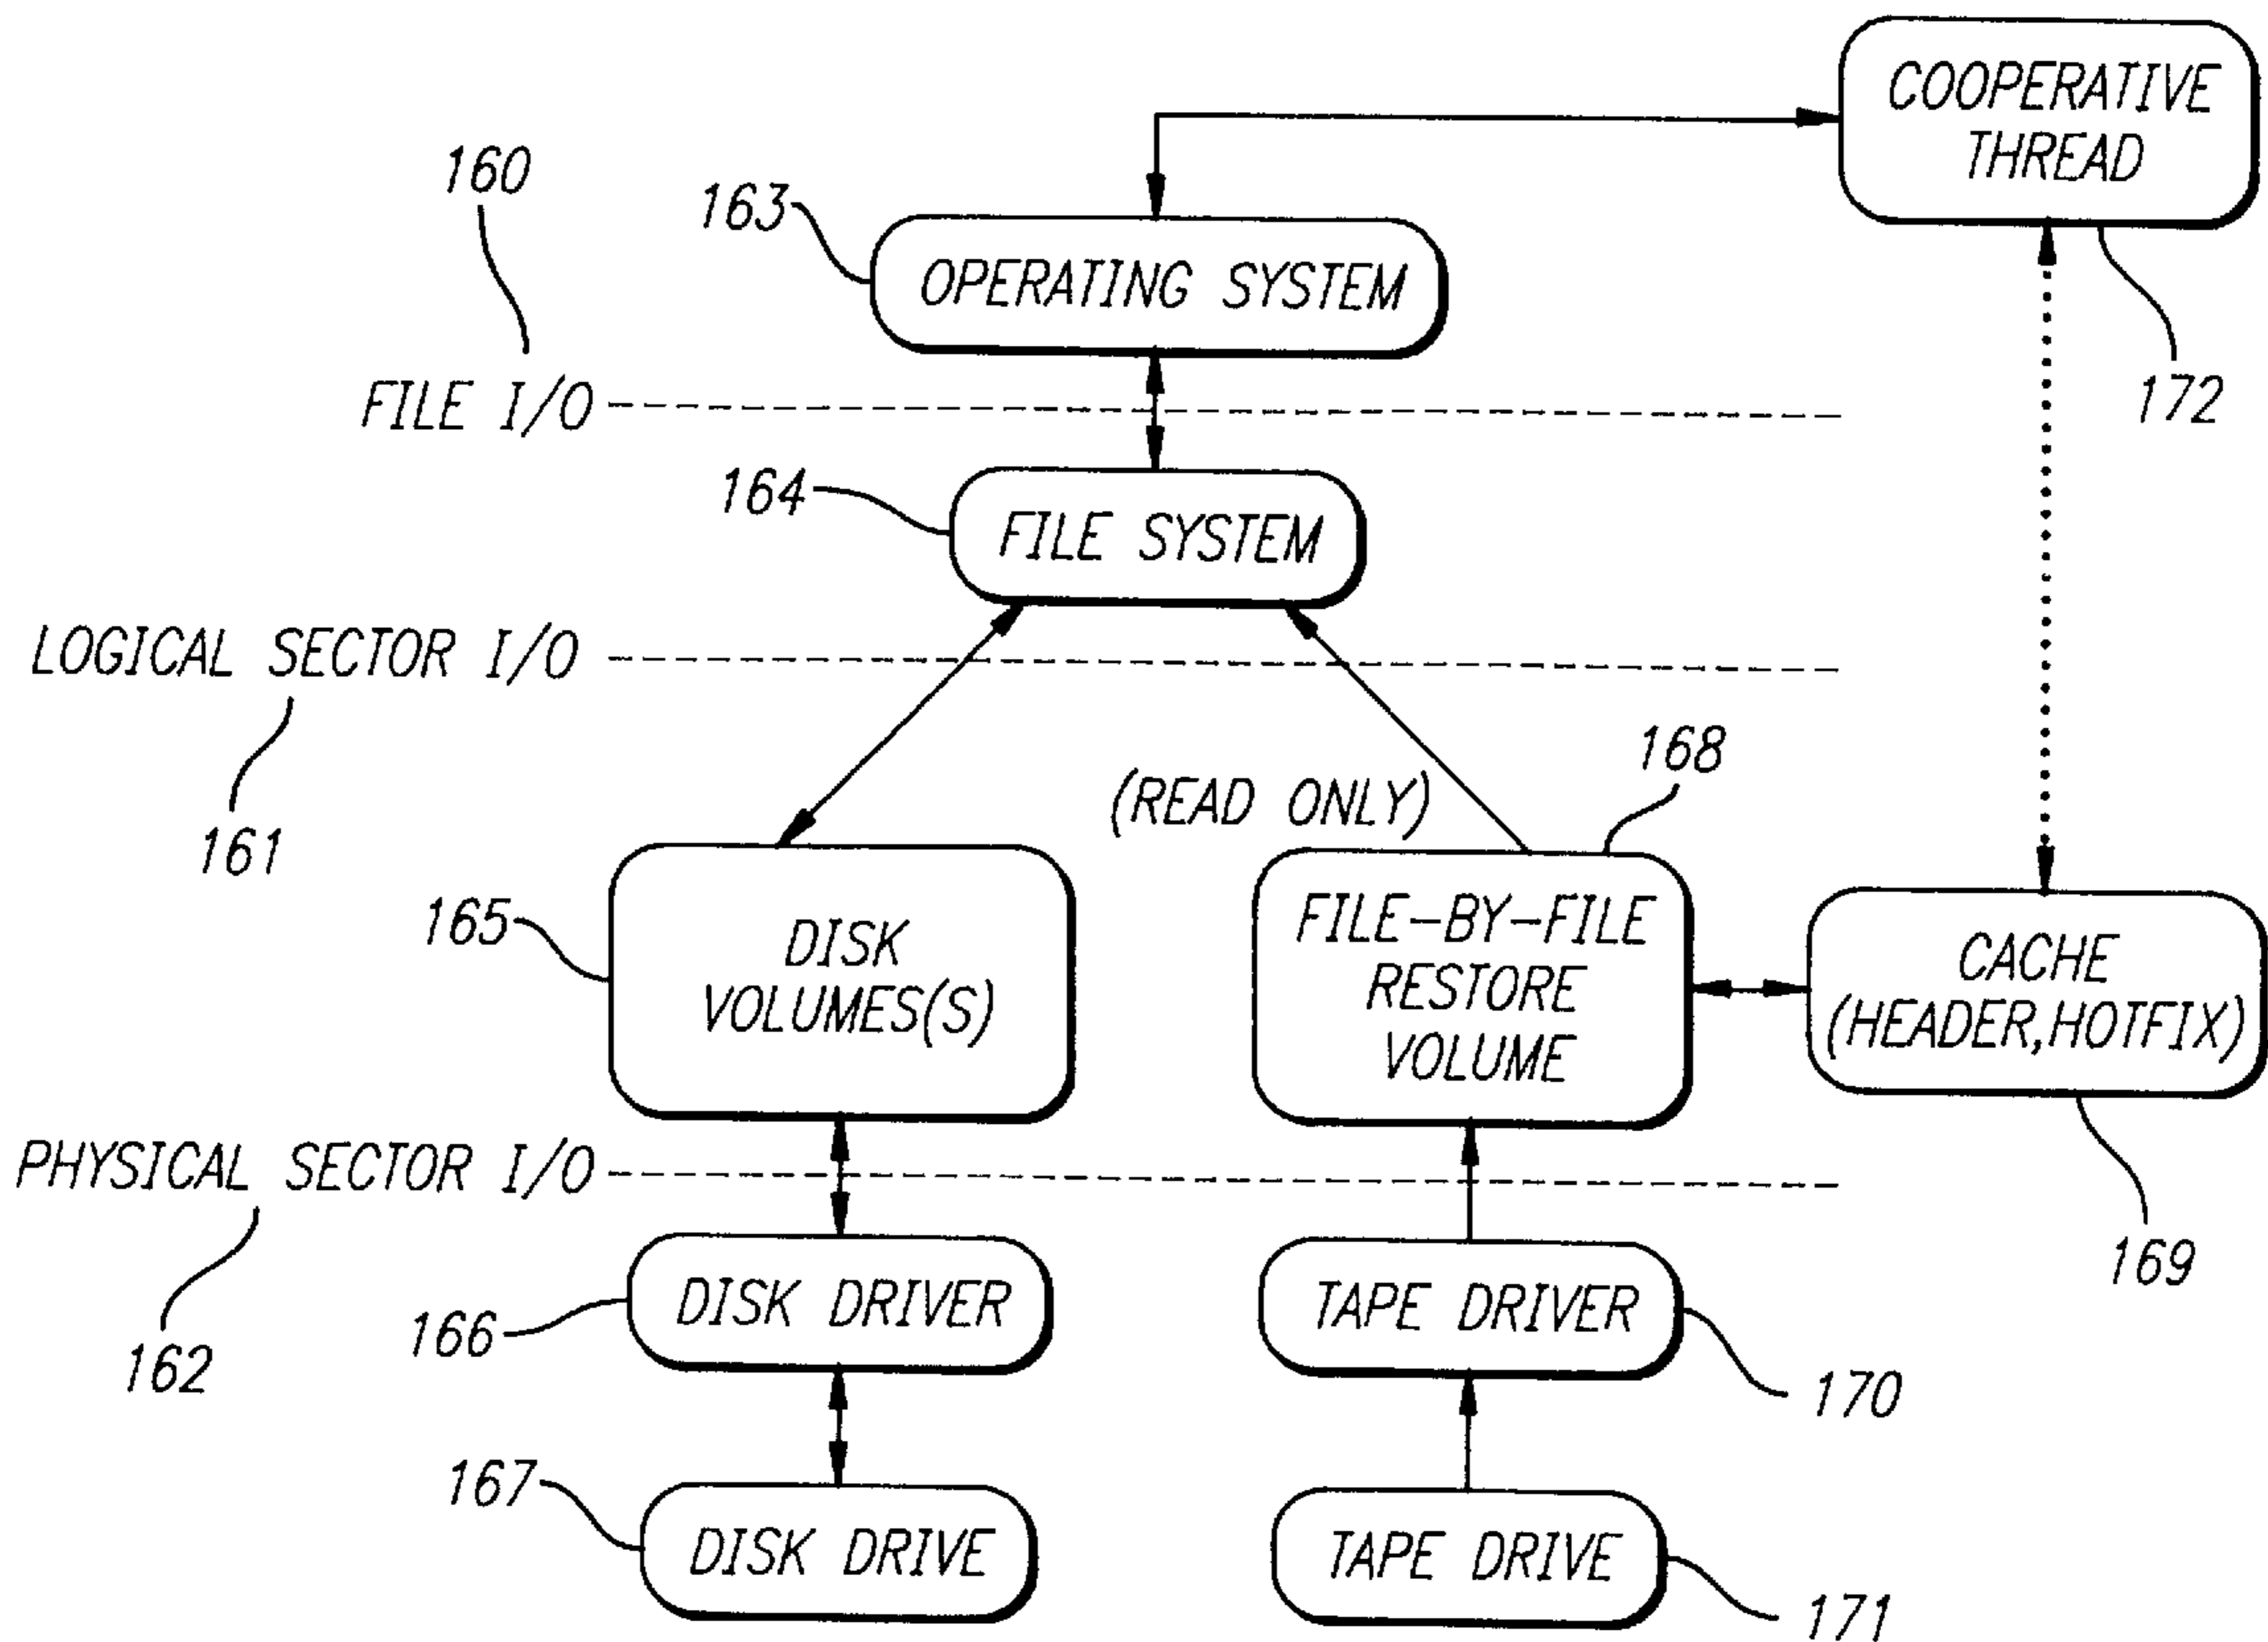 COOPERATIVE
THREAD
160
163
OPERATING SYSTEM
172
FILE I/O
164
FILE SYSTEM
LOGICAL SECTOR I/O
161
(READ ONLY)
168
165
DISK
VOLUMES(S)
FILE-BY-FILE
RESTORE
VOLUME
CACHE
(HEADER,HOTFIX)
PHYSICAL SECTOR I/O
162
169
166
DISK DRIVER
TAPE DRIVER
170
167
DISK DRIVE
TAPE DRIVE
171